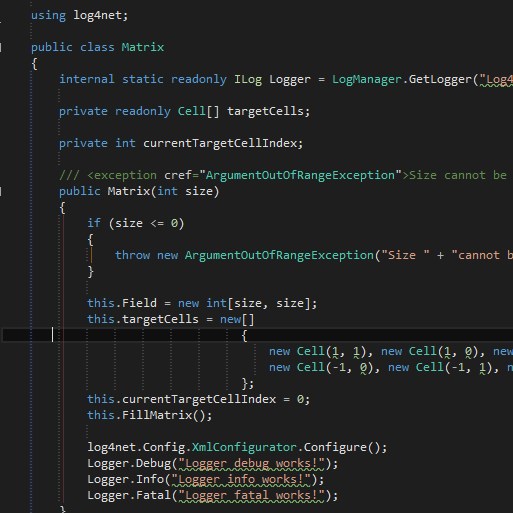 using log4net;
public class Matrix
{
internal static readonly ILog Logger = LogManager.GetLogger("Log4
private readonly Cell[] targetCells;
private int currentTargetCellIndex;
/// <exception cref="ArgumentOutOfRangeException">Size cannot be
public Matrix(int size)
{
if (size <= 0)
{
throw new ArgumentOutOfRangeException("Size " + "cannot b
}
this.Field = new int[size, size];
this.targetCells = new[]
{
new Cell(1, 1), new Cell(1, 0), new
new Cell(-1, 0), new Cell(-1, 1), n
};
this.currentTargetCellIndex = 0;
this.FillMatrix();
log4net.Config.XmlConfigurator.Configure();
Logger.Debug("Logger debug works!");
Logger.Info("Logger info works!");
Logger.Fatal("Logger fatal works!");
}